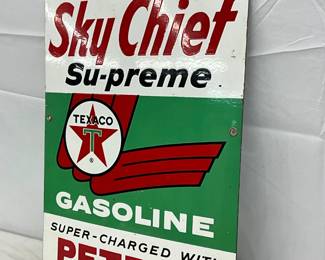 Sky Chief
Su-preme
TEXACO
T
®
GASOLINE
SUPER-CHARGED WITH